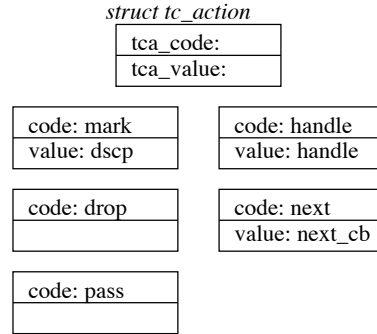 struct tc_action
tca_code:
tca_value:
code: mark
value: dscp
code: handle
value: handle
code: drop
code: next
value: next_cb
code: pass